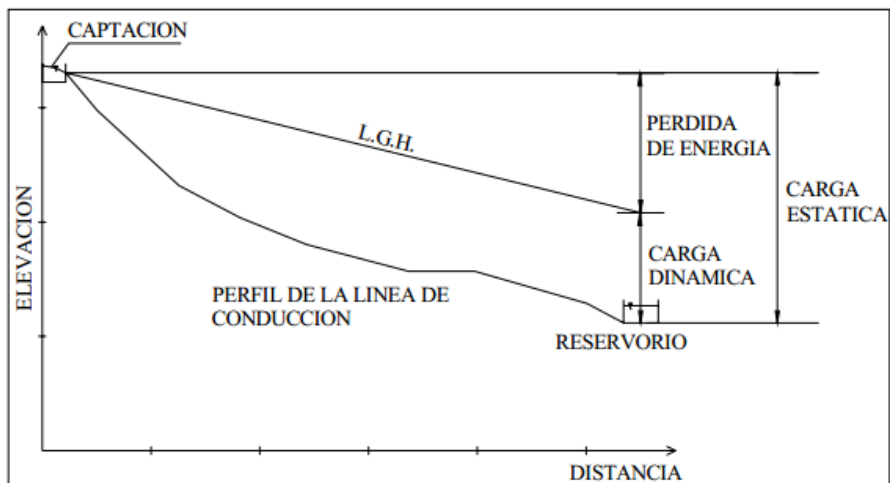 CAPTACION
L.G.H.
PERDIDA
DE ENERGIA
CARGA
ESTATICA
CARGA
DINAMICA
ELEVACION
PERFIL DE LA LINEA DE
CONDUCCION
RESERVORIO
DISTANCIA